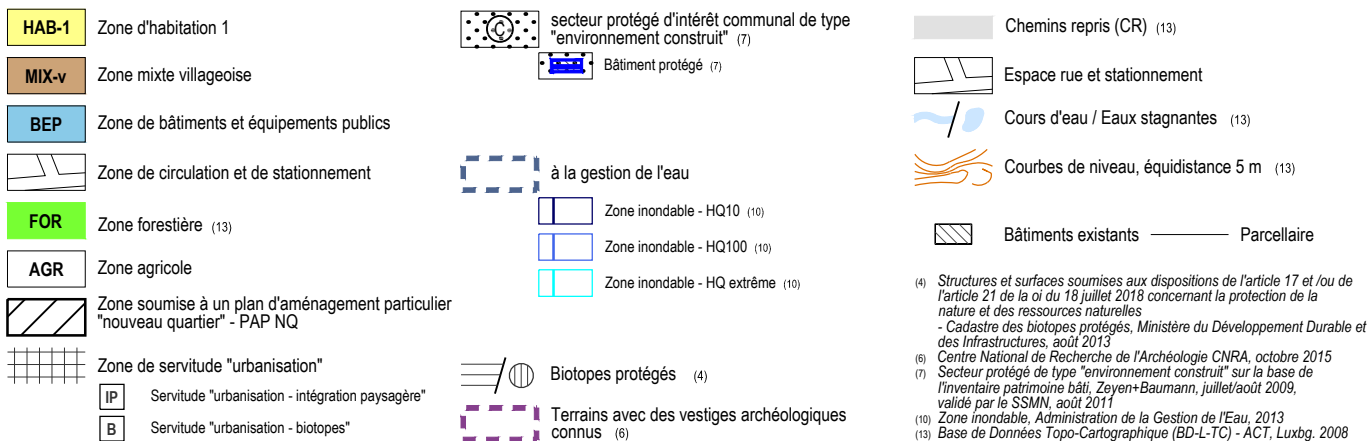 HAB-1 Zone d'habitation 1
MIX-v Zone mixte villageoise
BEP Zone de bâtiments et équipements publics
Zone de circulation et de stationnement
FOR Zone forestière (13)
AGR Zone agricole
Zone soumise à un plan d'aménagement particulier
"nouveau quartier" - PAP NQ
Zone de servitude "urbanisation"
IP Servitude "urbanisation - intégration paysagère"
B Servitude "urbanisation - biotopes"
C secteur protégé d'intérêt communal de type
"environnement construit" (7)
Bâtiment protégé (7)
à la gestion de l'eau
Zone inondable - HQ10 (10)
Zone inondable - HQ100 (10)
Zone inondable - HQ extrême (10)
Biotopes protégés (4)
Terrains avec des vestiges archéologiques
connus (6)
Chemins repris (CR) (13)
Espace rue et stationnement
Cours d'eau / Eaux stagnantes (13)
Courbes de niveau, équidistance 5 m (13)
Bâtiments existants Parcellaire
(4) Structures et surfaces soumises aux dispositions de l'article 17 et /ou de
l'article 21 de la oi du 18 juillet 2018 concernant la protection de la
nature et des ressources naturelles
- Cadastre des biotopes protégés, Ministère du Développement Durable et
des Infrastructures, août 2013
(6) Centre National de Recherche de l'Archéologie CNRA, octobre 2015
(7) Secteur protégé de type "environnement construit" sur la base de
l'inventaire patrimoine bâti, Zeyen+Baumann, juillet/août 2009,
validé par le SSMN, août 2011
(10) Zone inondable, Administration de la Gestion de l'Eau, 2013
(13) Base de Données Topo-Cartographique (BD-L-TC) - ACT, Luxbg. 2008